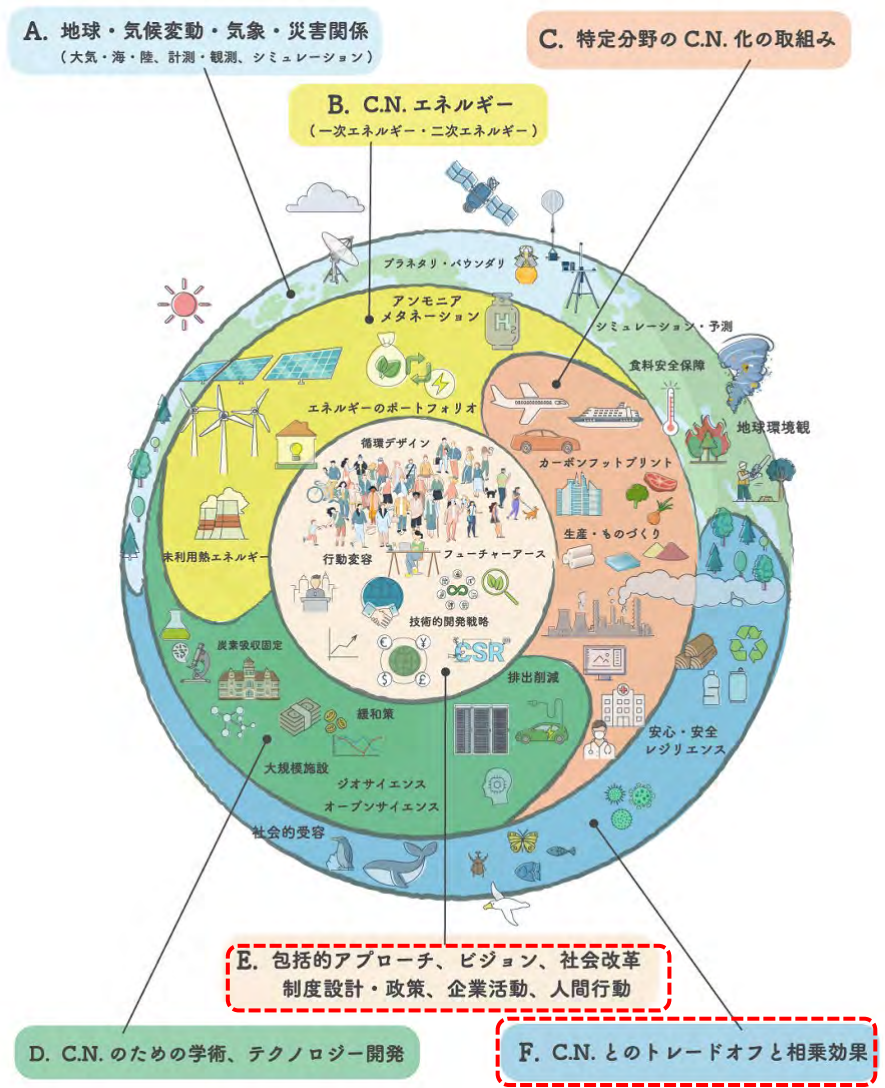 A. 地球・気候変動・気象・災害関係
（大気・海・陸、計測・観測、シミュレーション）
C. 特定分野の C.N. 化の取組み
B. C.N. エネルギー
（一次エネルギー・二次エネルギー）
プラネタリ・バウンダリ
アンモニア
メタネーション
H₂
シミュレーション・予測
食料安全保障
エネルギーのポートフォリオ
地球環境観
循環デザイン
カーボンフットプリント
生産・ものづくり
未利用熱エネルギー
行動変容
フューチャーアース
技術的開発戦略
炭素吸収固定
€
¥
CSR
$
£
排出削減
緩和策
安心・安全
レジリエンス
大規模施設
ジオサイエンス
オープンサイエンス
社会的受容
E. 包括的アプローチ、ビジョン、社会改革
制度設計・政策、企業活動、人間行動
D. C.N. のための学術、テクノロジー開発
F. C.N. とのトレードオフと相乗効果